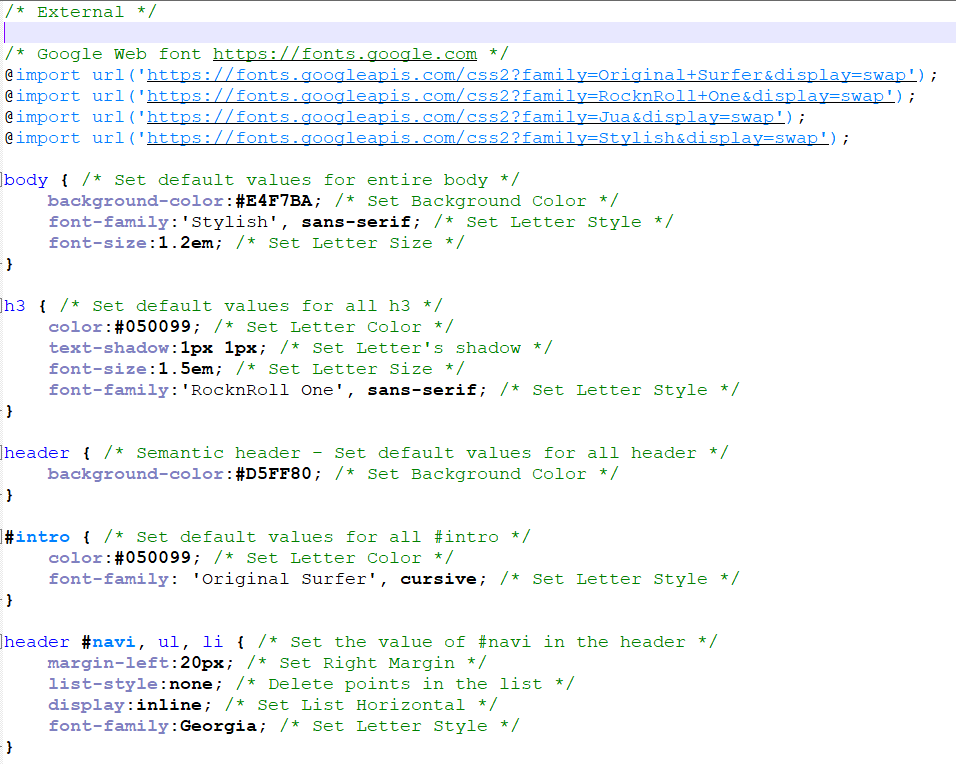 /* External */
/* Google Web font https://fonts.google.com */
@import url('https://fonts.googleapis.com/css2?family=Original+Surfer&display=swap');
@import url('https://fonts.googleapis.com/css2?family=RocknRoll+One&display=swap');
@import url('https://fonts.googleapis.com/css2?family=Jua&display=swap');
@import url('https://fonts.googleapis.com/css2?family=Stylish&display=swap');
body { /* Set default values for entire body */
background-color:#E4F7BA; /* Set Background Color */
font-family:'Stylish', sans-serif; /* Set Letter Style */
font-size:1.2em; /* Set Letter Size */
}
h3 { /* Set default values for all h3 */
color:#050099; /* Set Letter Color */
text-shadow:1px 1px; /* Set Letter's shadow */
font-size:1.5em; /* Set Letter Size */
font-family:'RocknRoll One', sans-serif; /* Set Letter Style */
}
header { /* Semantic header - Set default values for all header */
background-color:#D5FF80; /* Set Background Color */
}
#intro { /* Set default values for all #intro */
color:#050099; /* Set Letter Color */
font-family: 'Original Surfer', cursive; /* Set Letter Style */
}
header #navi, ul, li { /* Set the value of #navi in the header */
margin-left:20px; /* Set Right Margin */
list-style:none; /* Delete points in the list */
display:inline; /* Set List Horizontal */
font-family:Georgia; /* Set Letter Style */
}